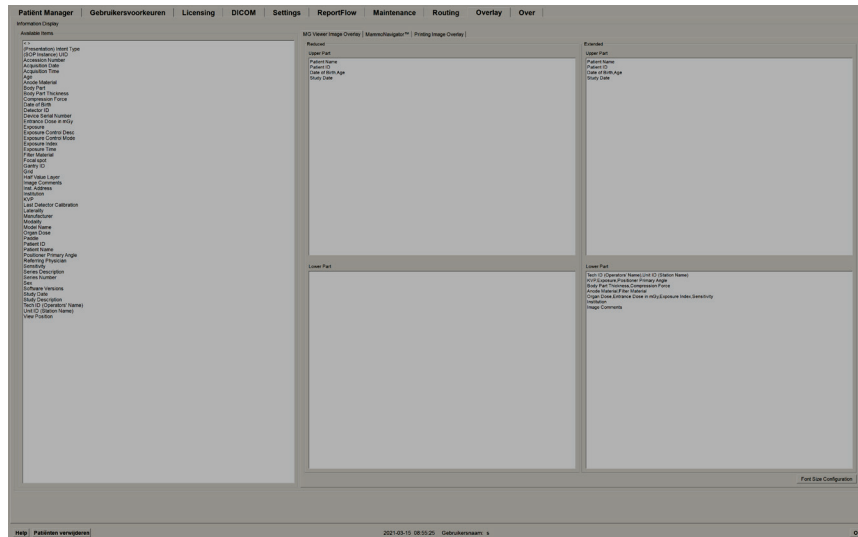 Patiënt Manager Gebruikersvoorkeuren Licensing DICOM Settings ReportFlow Maintenance Routing Overlay Over
Information Display
Available Items
MG Viewer Image Overlay MammoNavigator™ Printing Image Overlay
< >
(Presentation) Intent Type
(SOP Instance) UID
Accession Number
Acquisition Date
Acquisition Time
Age
Anode Material
Body Part
Body Part Thickness
Compression Force
Date of Birth
Detector ID
Device Serial Number
Entrance Dose in mGy
Exposure
Exposure Control Desc
Exposure Control Mode
Exposure Index
Exposure Time
Filter Material
Focal spot
Gantry ID
Grid
Half Value Layer
Image Comments
Inst. Address
Institution
KVP
Last Detector Calibration
Laterality
Manufacturer
Modality
Model Name
Organ Dose
Paddle
Patient ID
Patient Name
Positioner Primary Angle
Referring Physician
Sensitivity
Series Description
Series Number
Sex
Software Versions
Study Date
Study Description
Tech ID (Operators' Name)
Unit ID (Station Name)
View Position
Reduced
Upper Part
Patient Name
Patient ID
Date of Birth,Age
Study Date
Lower Part
Extended
Upper Part
Patient Name
Patient ID
Date of Birth,Age
Study Date
Lower Part
Tech ID (Operators' Name),Unit ID (Station Name)
KVP,Exposure,Positioner Primary Angle
Body Part Thickness,Compression Force
Anode Material,Filter Material
Organ Dose,Entrance Dose in mGy,Exposure Index,Sensitivity
Institution
Image Comments
Font Size Configuration
Help Patiënten verwijderen 2021-03-15 08:55:25 Gebruikersnaam: s